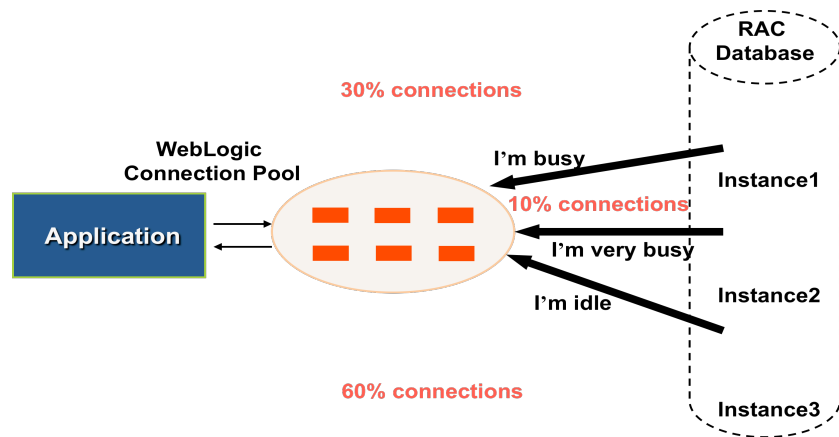 RAC
Database
30% connections
WebLogic
Connection Pool
I'm busy
Instance1
10% connections
Application
I'm very busy
Instance2
I'm idle
60% connections
Instance3